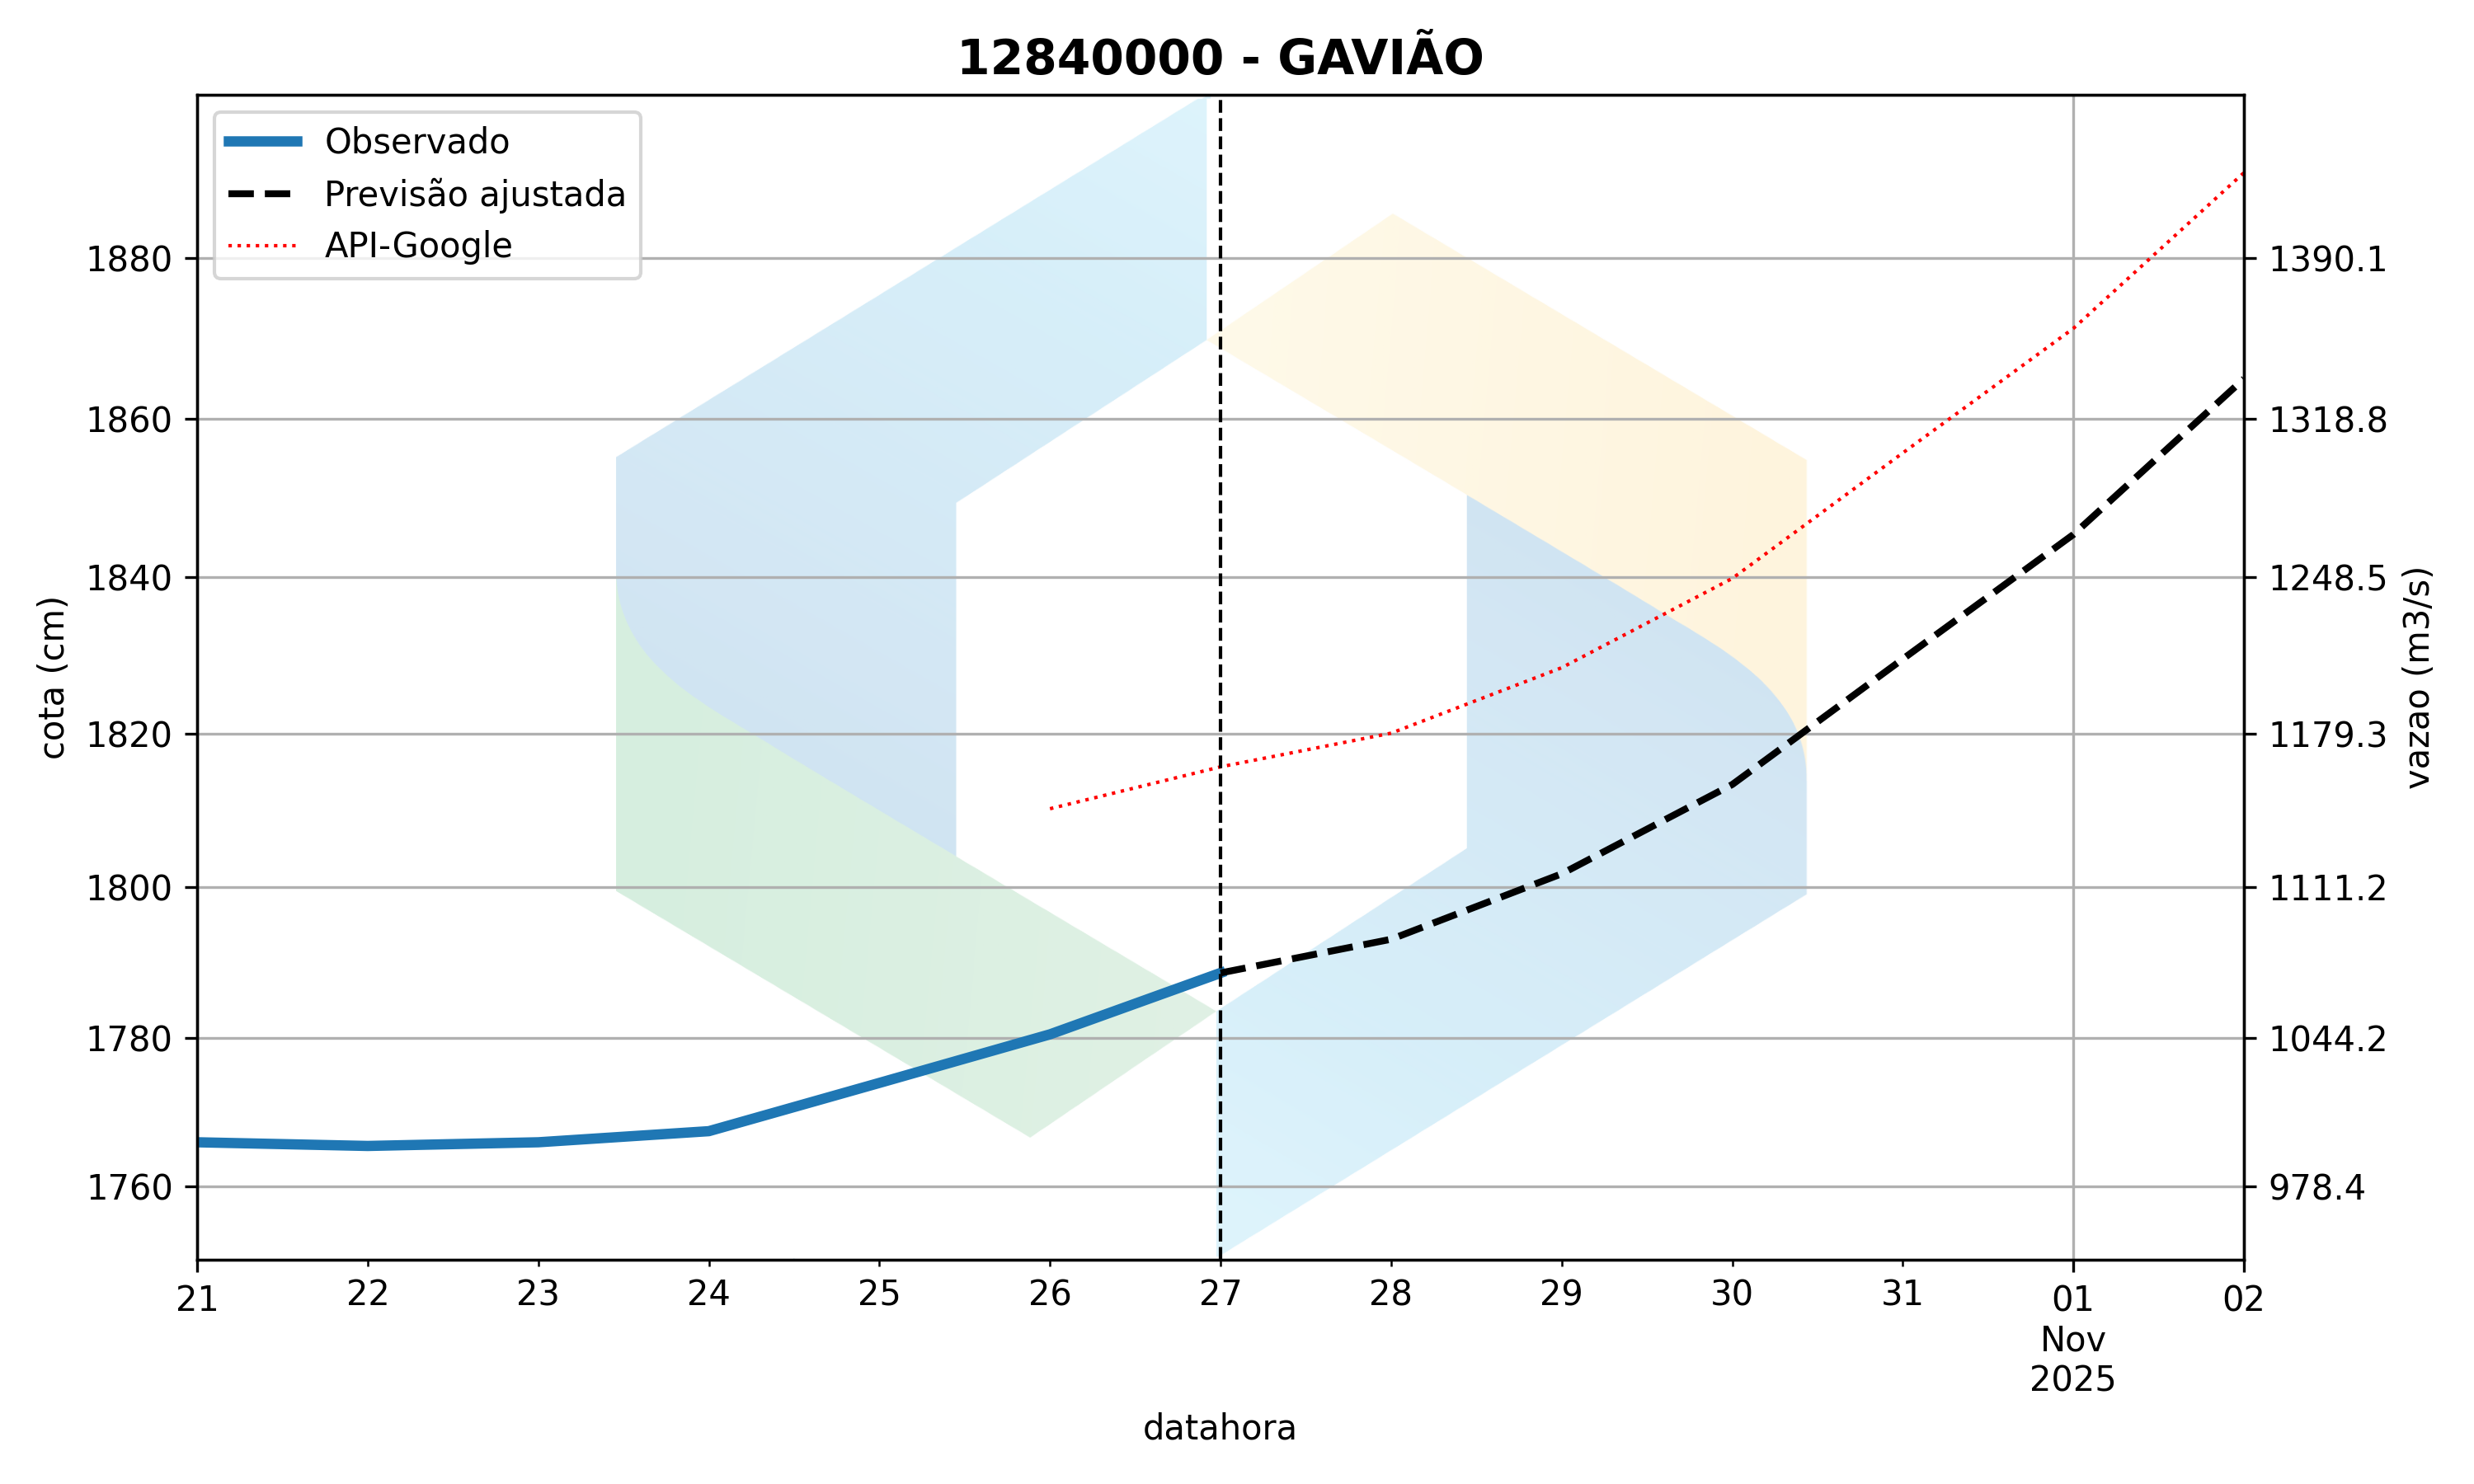 12840000 - GAVIÃO
Observado
Previsão ajustada
API-Google
cota (cm)
1880
1860
1840
1820
1800
1780
1760
1390.1
1318.8
1248.5
1179.3
1111.2
1044.2
978.4
vazao (m3/s)
21 22 23 24 25 26 27 28 29 30 31 01 02
Nov
2025
datahora